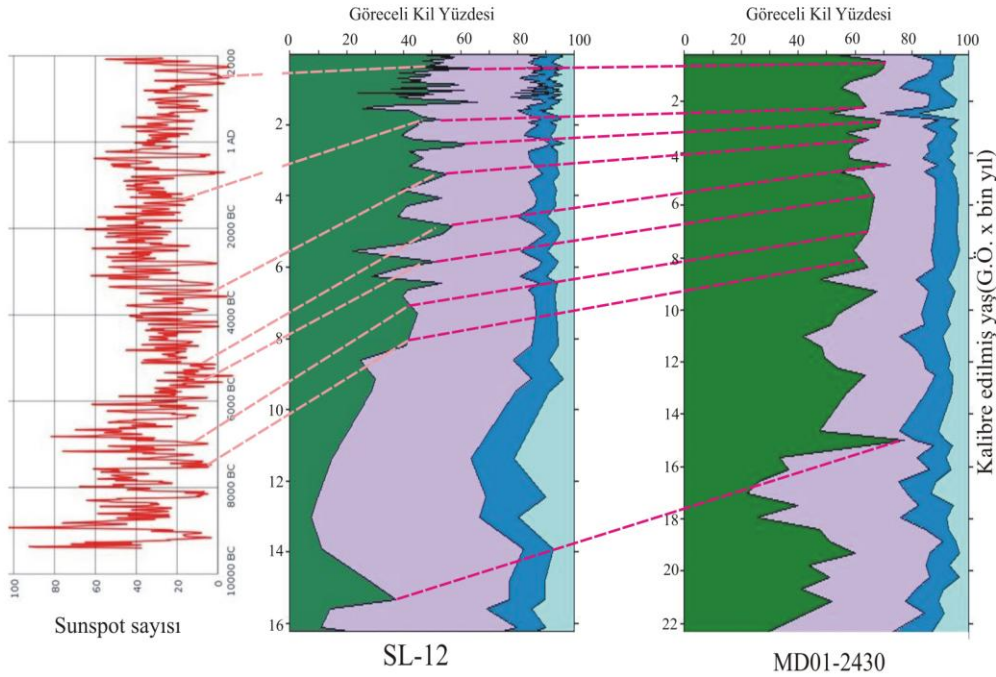 Göreceli Kil Yüzdesi
Göreceli Kil Yüzdesi
0 20 40 60 80 100
0 20 40 60 80 100
2000
1 AD
2000 BC
4000 BC
6000 BC
8000 BC
10000 BC
100 80 60 40 20 0
Sunspot sayısı
2
4
6
8
10
12
14
16
SL-12
2
4
6
8
10
12
14
16
18
20
22
MD01-2430
Kalibre edilmiş yaş(G.Ö. x bin yıl)